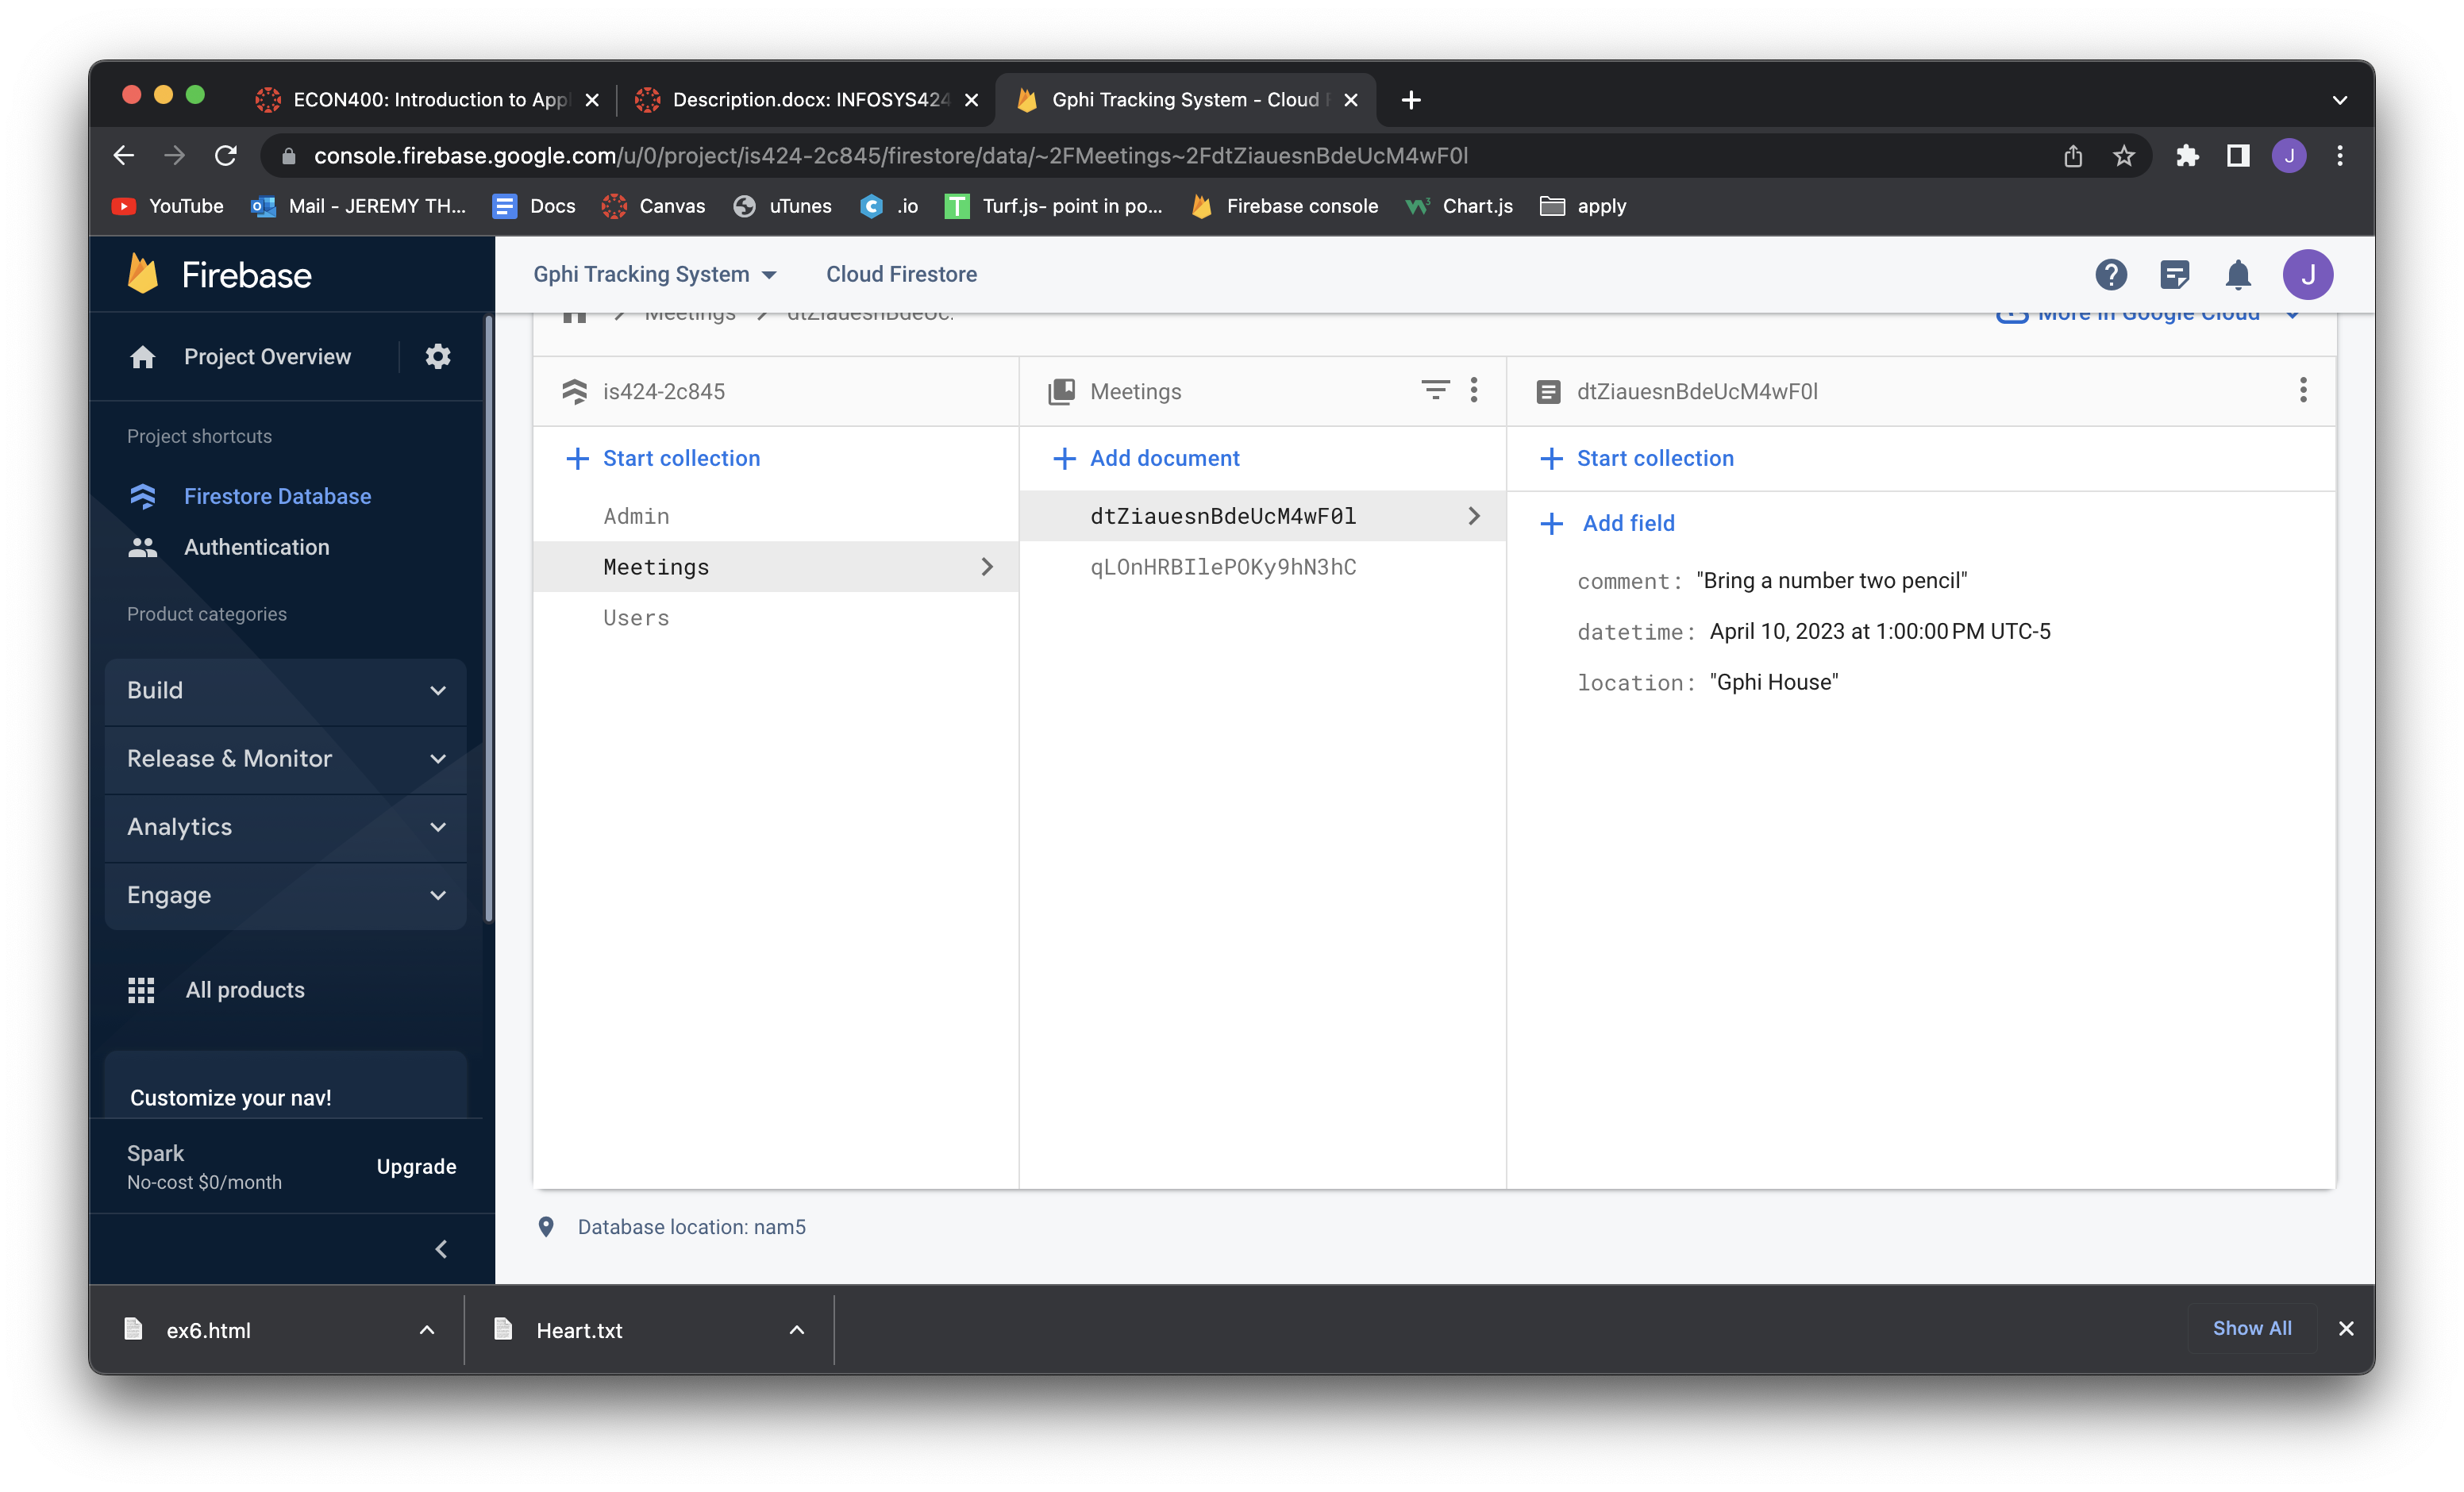 ECON400: Introduction to Appl
Description.docx: INFOSYS424
Gphi Tracking System - Cloud F
console.firebase.google.com/u/0/project/is424-2c845/firestore/data/~2FMeetings~2FdtZiauesnBdeUcM4wF0l
J
YouTube
Mail - JEREMY TH...
Docs
Canvas
uTunes
.io
Turf.js- point in po...
Firebase console
Chart.js
apply
Firebase
Gphi Tracking System
Cloud Firestore
J
Meetings
dtZiauesnBdeUc.
More in Google Cloud
Project Overview
Project shortcuts
Firestore Database
Authentication
Product categories
Build
Release & Monitor
Analytics
Engage
All products
Customize your nav!
Spark
No-cost $0/month
Upgrade
is424-2c845
Start collection
Admin
Meetings
Users
Meetings
Add document
dtZiauesnBdeUcM4wF0l
qLOnHRBIlePOKy9hN3hC
dtZiauesnBdeUcM4wF0l
Start collection
Add field
comment: "Bring a number two pencil"
datetime: April 10, 2023 at 1:00:00 PM UTC-5
location: "Gphi House"
Database location: nam5
ex6.html
Heart.txt
Show All